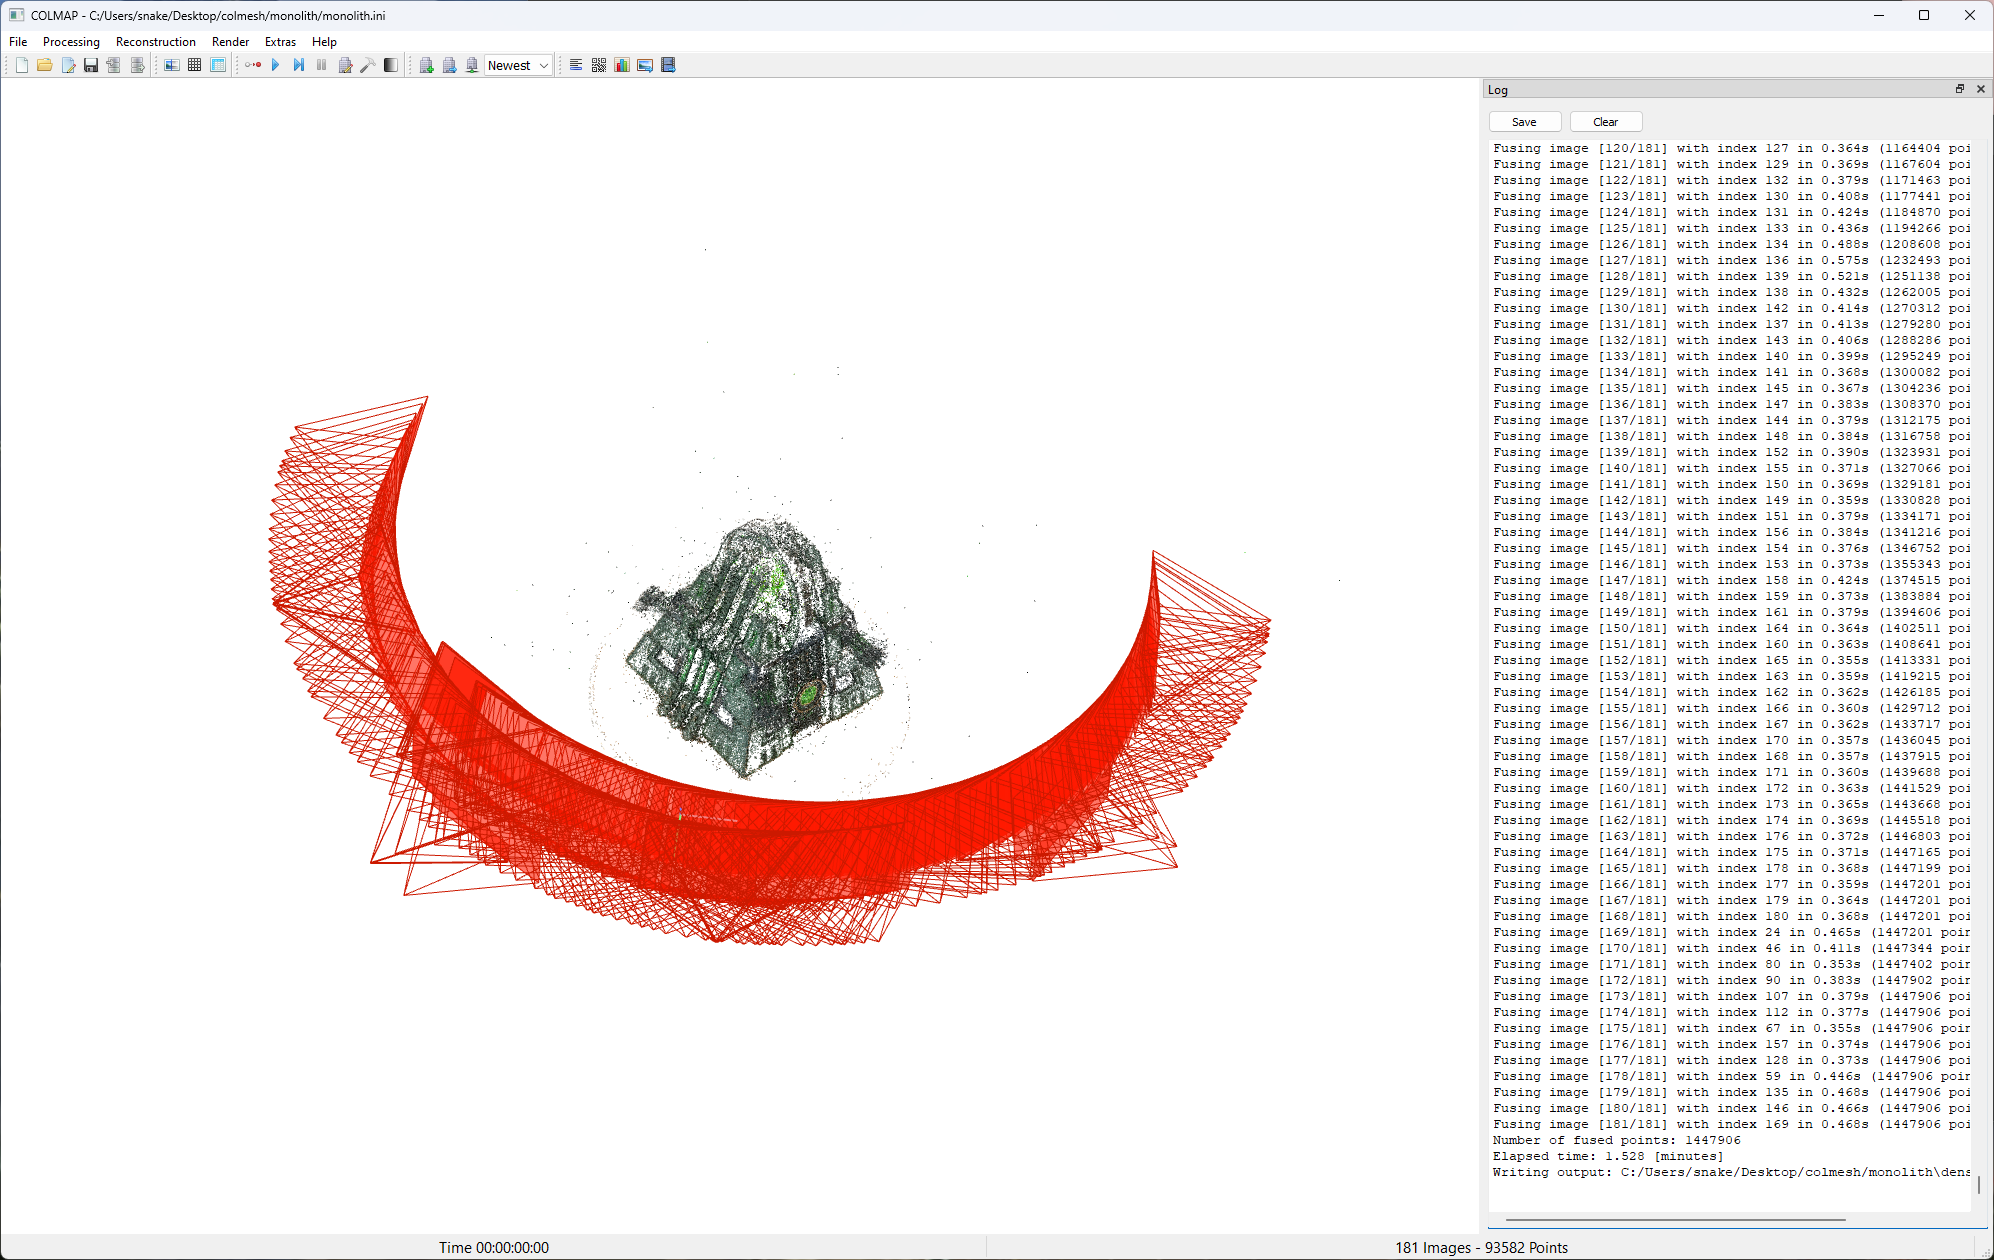 COLMAP - C:/Users/snake/Desktop/colmesh/monolith/monolith.ini
File Processing Reconstruction Render Extras Help
Newest
Log
Save Clear
Fusing image [120/181] with index 127 in 0.364s (1164404 poi
Fusing image [121/181] with index 129 in 0.369s (1167604 poi
Fusing image [122/181] with index 132 in 0.379s (1171463 poi
Fusing image [123/181] with index 130 in 0.408s (1177441 poi
Fusing image [124/181] with index 131 in 0.424s (1184870 poi
Fusing image [125/181] with index 133 in 0.436s (1194266 poi
Fusing image [126/181] with index 134 in 0.488s (1208608 poi
Fusing image [127/181] with index 136 in 0.575s (1232493 poi
Fusing image [128/181] with index 139 in 0.521s (1251138 poi
Fusing image [129/181] with index 138 in 0.432s (1262005 poi
Fusing image [130/181] with index 142 in 0.414s (1270312 poi
Fusing image [131/181] with index 137 in 0.413s (1279280 poi
Fusing image [132/181] with index 143 in 0.406s (1288286 poi
Fusing image [133/181] with index 140 in 0.399s (1295249 poi
Fusing image [134/181] with index 141 in 0.368s (1300082 poi
Fusing image [135/181] with index 145 in 0.367s (1304236 poi
Fusing image [136/181] with index 147 in 0.383s (1308370 poi
Fusing image [137/181] with index 144 in 0.379s (1312175 poi
Fusing image [138/181] with index 148 in 0.384s (1316758 poi
Fusing image [139/181] with index 152 in 0.390s (1323931 poi
Fusing image [140/181] with index 155 in 0.371s (1327066 poi
Fusing image [141/181] with index 150 in 0.369s (1329181 poi
Fusing image [142/181] with index 149 in 0.359s (1330828 poi
Fusing image [143/181] with index 151 in 0.379s (1334171 poi
Fusing image [144/181] with index 156 in 0.384s (1341216 poi
Fusing image [145/181] with index 154 in 0.376s (1346752 poi
Fusing image [146/181] with index 153 in 0.373s (1355343 poi
Fusing image [147/181] with index 158 in 0.424s (1374515 poi
Fusing image [148/181] with index 159 in 0.373s (1383884 poi
Fusing image [149/181] with index 161 in 0.379s (1394606 poi
Fusing image [150/181] with index 164 in 0.364s (1402511 poi
Fusing image [151/181] with index 160 in 0.363s (1408641 poi
Fusing image [152/181] with index 165 in 0.355s (1413331 poi
Fusing image [153/181] with index 163 in 0.359s (1419215 poi
Fusing image [154/181] with index 162 in 0.362s (1426185 poi
Fusing image [155/181] with index 166 in 0.360s (1429712 poi
Fusing image [156/181] with index 167 in 0.362s (1433717 poi
Fusing image [157/181] with index 170 in 0.357s (1436045 poi
Fusing image [158/181] with index 168 in 0.357s (1437915 poi
Fusing image [159/181] with index 171 in 0.360s (1439688 poi
Fusing image [160/181] with index 172 in 0.363s (1441529 poi
Fusing image [161/181] with index 173 in 0.365s (1443668 poi
Fusing image [162/181] with index 174 in 0.369s (1445518 poi
Fusing image [163/181] with index 176 in 0.372s (1446803 poi
Fusing image [164/181] with index 175 in 0.371s (1447165 poi
Fusing image [165/181] with index 178 in 0.368s (1447199 poi
Fusing image [166/181] with index 177 in 0.359s (1447201 poi
Fusing image [167/181] with index 179 in 0.364s (1447201 poi
Fusing image [168/181] with index 180 in 0.368s (1447201 poi
Fusing image [169/181] with index 24 in 0.465s (1447201 poin
Fusing image [170/181] with index 46 in 0.411s (1447344 poin
Fusing image [171/181] with index 80 in 0.353s (1447402 poin
Fusing image [172/181] with index 90 in 0.383s (1447902 poin
Fusing image [173/181] with index 107 in 0.379s (1447906 poi
Fusing image [174/181] with index 112 in 0.377s (1447906 poi
Fusing image [175/181] with index 67 in 0.355s (1447906 poin
Fusing image [176/181] with index 157 in 0.374s (1447906 poi
Fusing image [177/181] with index 128 in 0.373s (1447906 poi
Fusing image [178/181] with index 59 in 0.446s (1447906 poin
Fusing image [179/181] with index 135 in 0.468s (1447906 poi
Fusing image [180/181] with index 146 in 0.466s (1447906 poi
Fusing image [181/181] with index 169 in 0.468s (1447906 poi
Number of fused points: 1447906
Elapsed time: 1.528 [minutes]
Writing output: C:/Users/snake/Desktop/colmesh/monolith\dens
Time 00:00:00:00
181 Images - 93582 Points